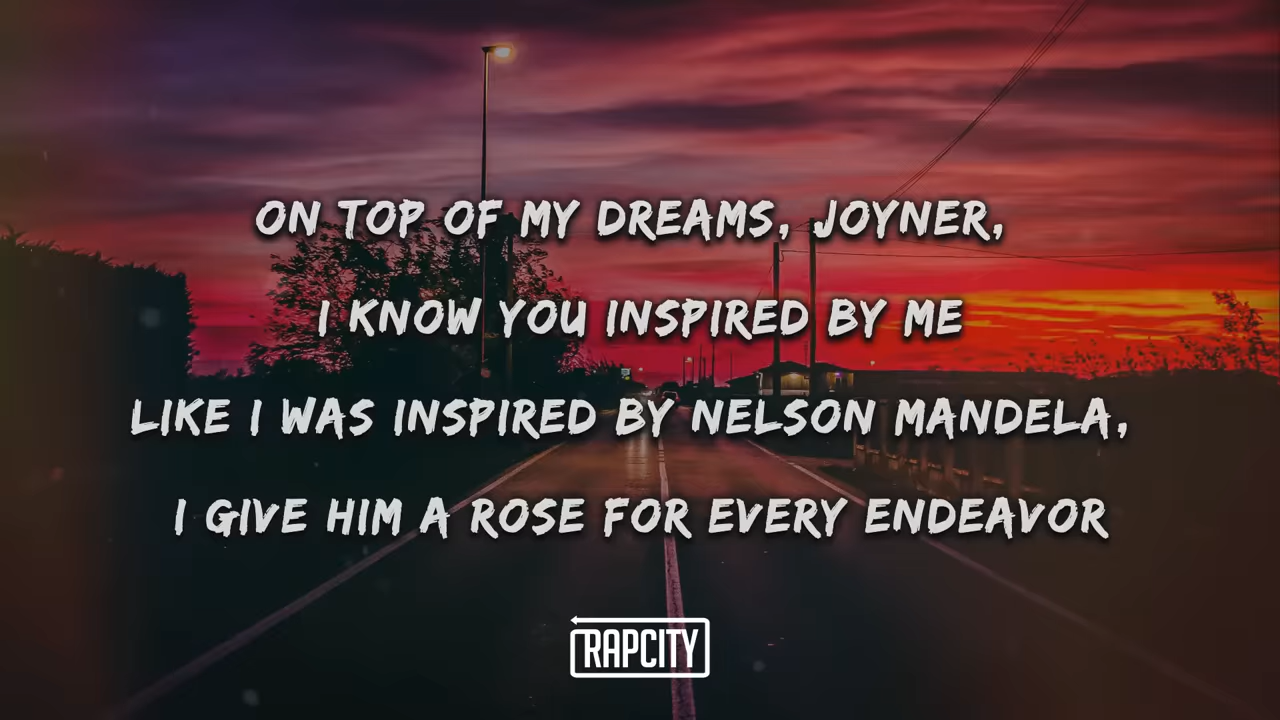 ON TOP OF MY DREAMS, JOYNER,
I KNOW YOU INSPIRED BY ME
LIKE I WAS INSPIRED BY NELSON MANDELA,
I GIVE HIM A ROSE FOR EVERY ENDEAVOR
RAPCITY